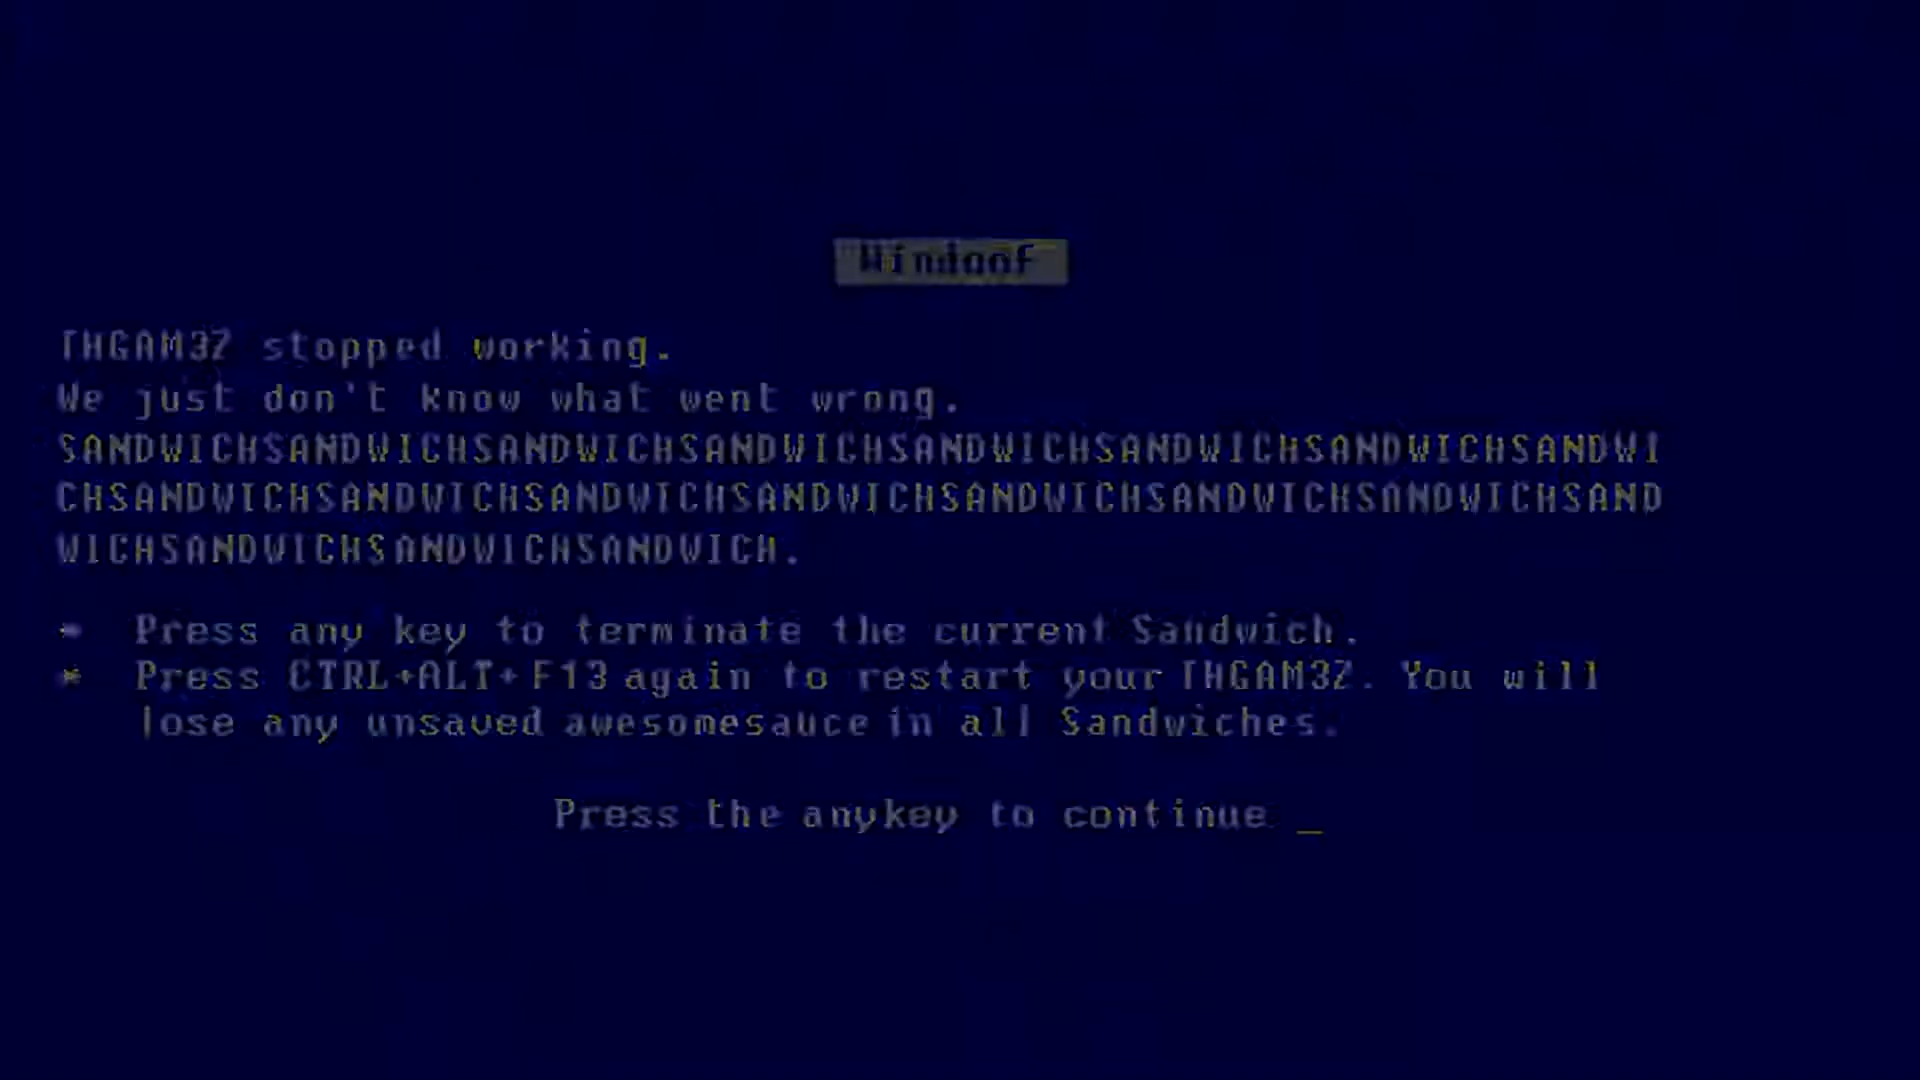 Windoof
THGAM3Z stopped working.
We just don't know what went wrong.
SANDWICHSANDWICHSANDWICHSANDWICHSANDWICHSANDWICHSANDWICHSANDWI
CHSANDWICHSANDWICHSANDWICHSANDWICHSANDWICHSANDWICHSANDWICHSAND
WICHSANDWICHSANDWICHSANDWICH.
* Press any key to terminate the current Sandwich.
* Press CTRL+ALT+F13 again to restart your THGAM3Z. You will
lose any unsaved awesomesauce in all Sandwiches.
Press the anykey to continue _